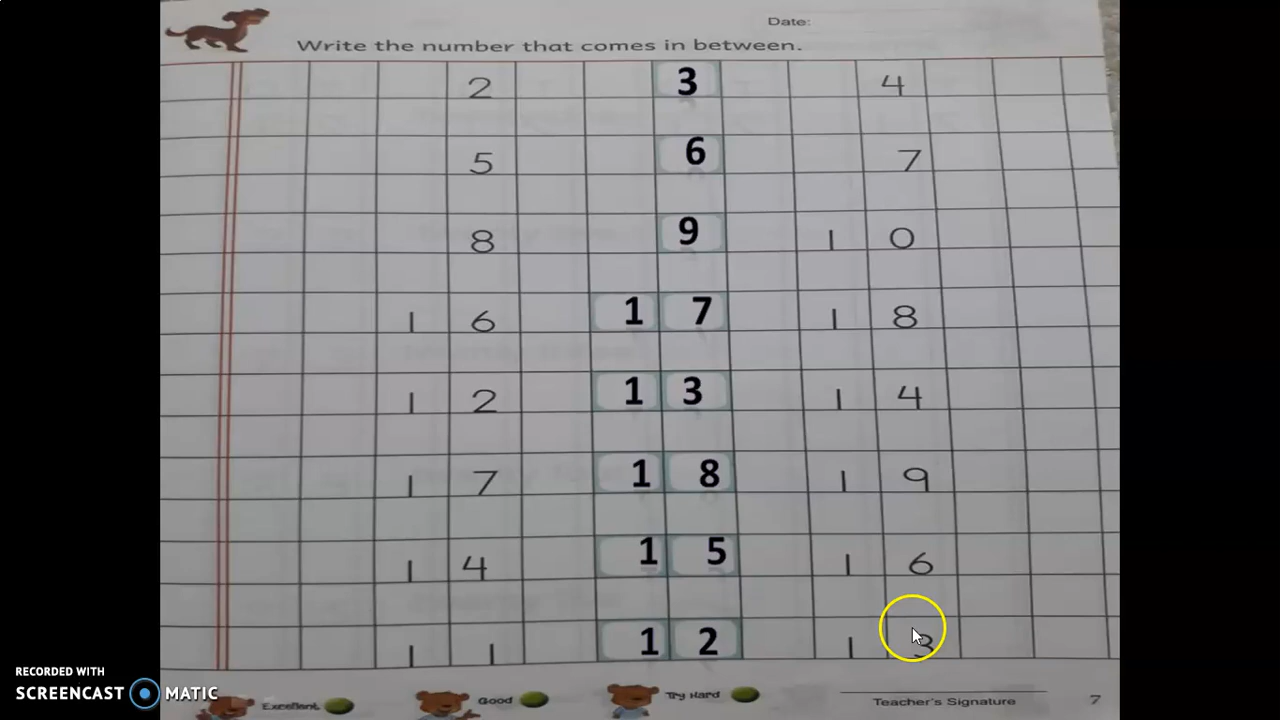 Date:
Write the number that comes in between.
2 3 4
5 6 7
8 9 10
16 17 18
12 13 14
17 18 19
14 15 16
11 12 13
Excellent Good Try Hard Teacher's Signature 7
RECORDED WITH
SCREENCAST MATIC